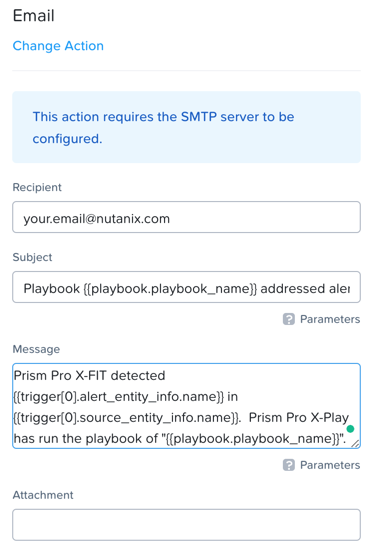 Email
Change Action
This action requires the SMTP server to be
configured.
Recipient
your.email@nutanix.com
Subject
Playbook {{playbook.playbook_name}} addressed aler
? Parameters
Message
Prism Pro X-FIT detected
{{trigger[0].alert_entity_info.name}} in
{{trigger[0].source_entity_info.name}}.  Prism Pro X-Play
has run the playbook of "{{playbook.playbook_name}}".
? Parameters
Attachment